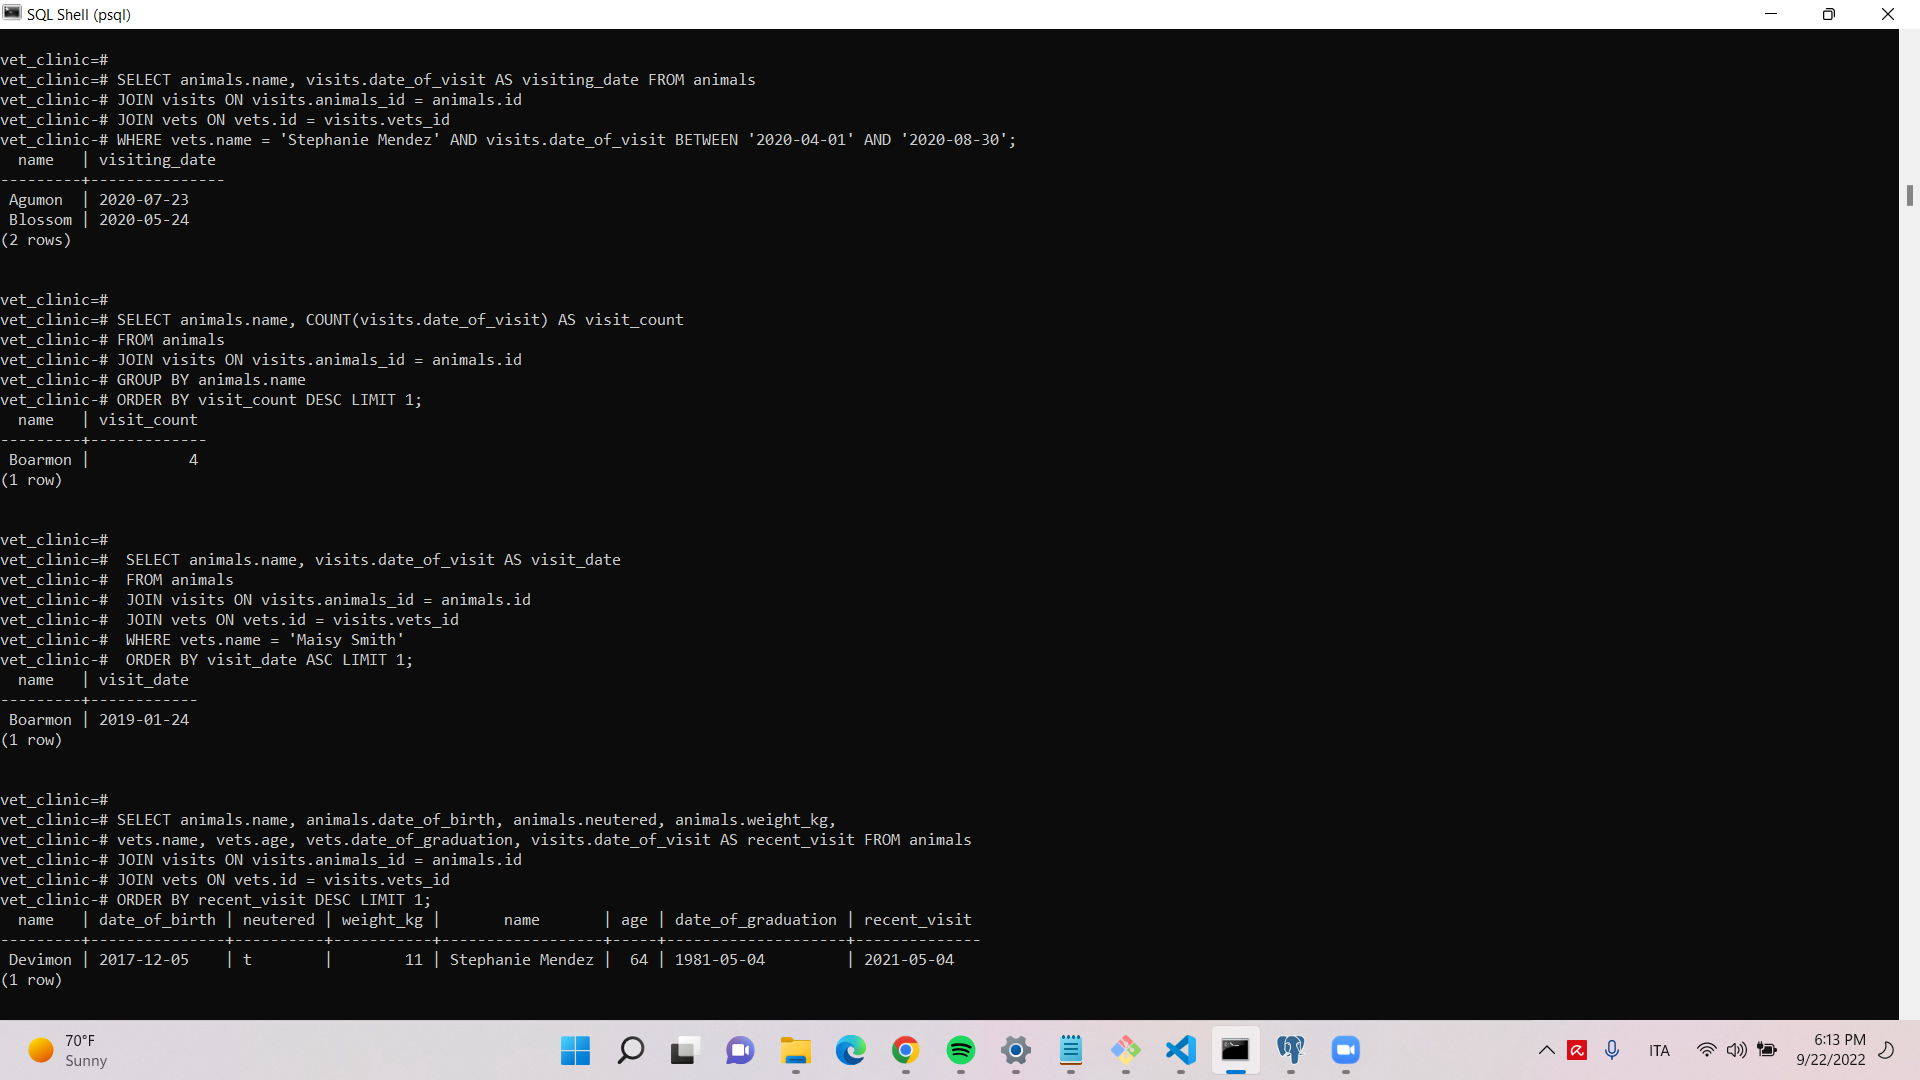 SQL Shell (psql)
vet_clinic=#
vet_clinic=# SELECT animals.name, visits.date_of_visit AS visiting_date FROM animals
vet_clinic-# JOIN visits ON visits.animals_id = animals.id
vet_clinic-# JOIN vets ON vets.id = visits.vets_id
vet_clinic-# WHERE vets.name = 'Stephanie Mendez' AND visits.date_of_visit BETWEEN '2020-04-01' AND '2020-08-30';
  name   | visiting_date
---------+---------------
 Agumon  | 2020-07-23
 Blossom | 2020-05-24
(2 rows)
vet_clinic=#
vet_clinic=# SELECT animals.name, COUNT(visits.date_of_visit) AS visit_count
vet_clinic-# FROM animals
vet_clinic-# JOIN visits ON visits.animals_id = animals.id
vet_clinic-# GROUP BY animals.name
vet_clinic-# ORDER BY visit_count DESC LIMIT 1;
  name   | visit_count
---------+-------------
 Boarmon |           4
(1 row)
vet_clinic=#
vet_clinic=#  SELECT animals.name, visits.date_of_visit AS visit_date
vet_clinic-#  FROM animals
vet_clinic-#  JOIN visits ON visits.animals_id = animals.id
vet_clinic-#  JOIN vets ON vets.id = visits.vets_id
vet_clinic-#  WHERE vets.name = 'Maisy Smith'
vet_clinic-#  ORDER BY visit_date ASC LIMIT 1;
  name   | visit_date
---------+------------
 Boarmon | 2019-01-24
(1 row)
vet_clinic=#
vet_clinic=# SELECT animals.name, animals.date_of_birth, animals.neutered, animals.weight_kg,
vet_clinic-# vets.name, vets.age, vets.date_of_graduation, visits.date_of_visit AS recent_visit FROM animals
vet_clinic-# JOIN visits ON visits.animals_id = animals.id
vet_clinic-# JOIN vets ON vets.id = visits.vets_id
vet_clinic-# ORDER BY recent_visit DESC LIMIT 1;
  name   | date_of_birth | neutered | weight_kg |       name       | age | date_of_graduation | recent_visit
---------+---------------+----------+-----------+------------------+-----+--------------------+--------------
 Devimon | 2017-12-05    | t        |        11 | Stephanie Mendez |  64 | 1981-05-04         | 2021-05-04
(1 row)
70°F
Sunny
ITA
6:13 PM
9/22/2022